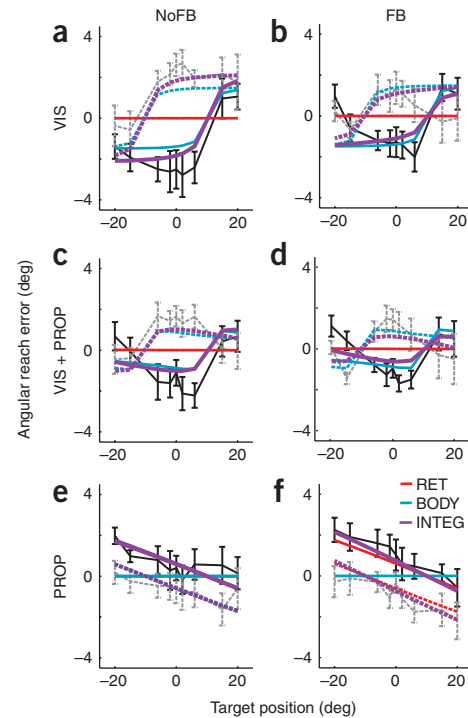 NoFB FB
a b
VIS
4
0
−4
−20 0 20
4
0
−4
−20 0 20
c d
Angular reach error (deg)
VIS + PROP
4
0
−4
−20 0 20
4
0
−4
−20 0 20
e f
PROP
4
0
−4
−20 0 20
RET
BODY
INTEG
4
0
−4
−20 0 20
Target position (deg)